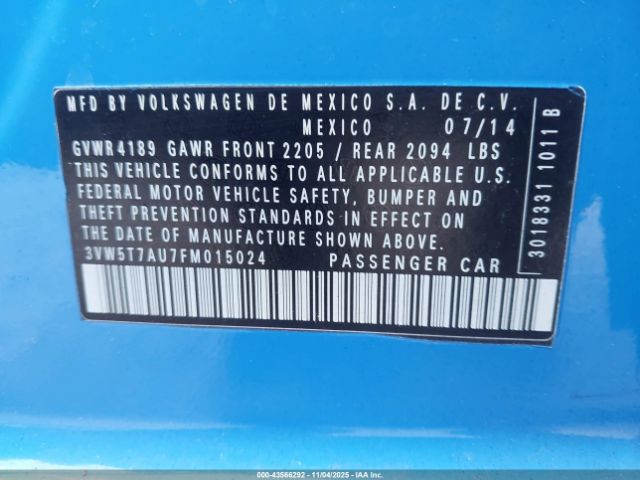 MFD BY VOLKSWAGEN DE MEXICO S.A. DE C.V.
MEXICO 07/14
GVWR4189 GAWR FRONT 2205 / REAR 2094 LBS
THIS VEHICLE CONFORMS TO ALL APPLICABLE U.S.
FEDERAL MOTOR VEHICLE SAFETY, BUMPER AND
THEFT PREVENTION STANDARDS IN EFFECT ON
THE DATE OF MANUFACTURE SHOWN ABOVE.
3VW5T7AU7FM015024 PASSENGER CAR
3018331 1011 B
000-43566292 - 11/04/2025 - IAAI.CA